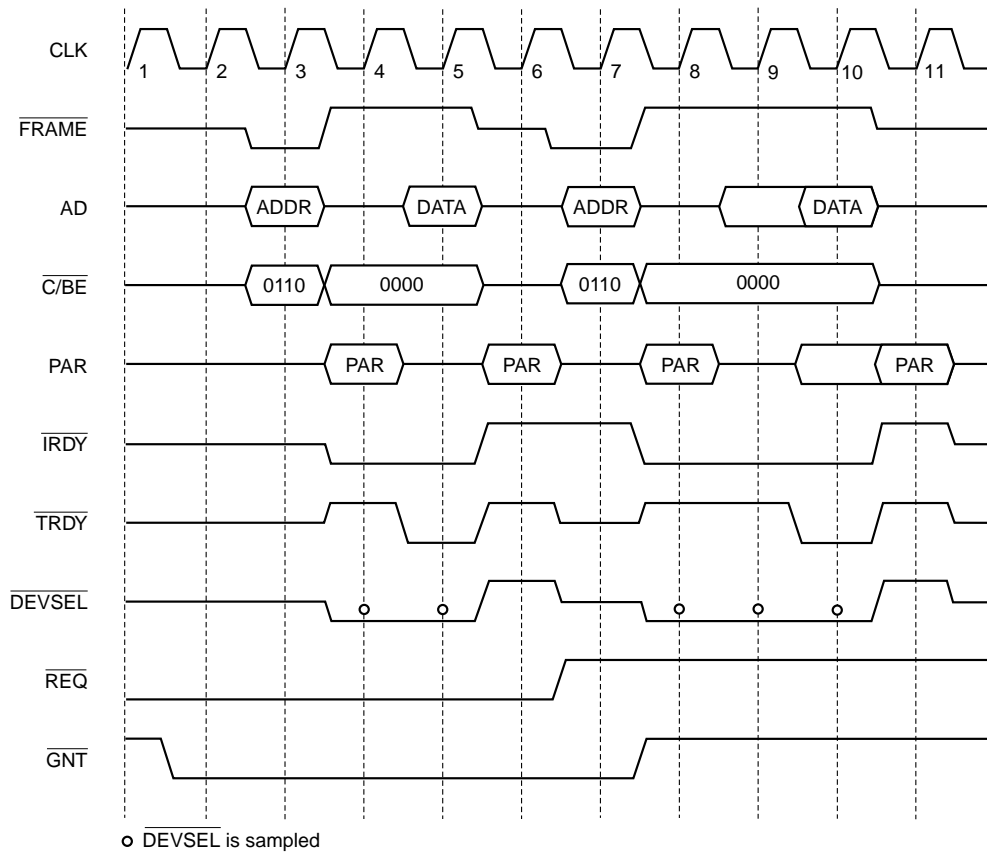 CLK
1 2 3 4 5 6 7 8 9 10 11
FRAME
AD ADDR DATA ADDR DATA
C/BE 0110 0000 0110 0000
PAR PAR PAR PAR PAR
IRDY
TRDY
DEVSEL
REQ
GNT
DEVSEL is sampled